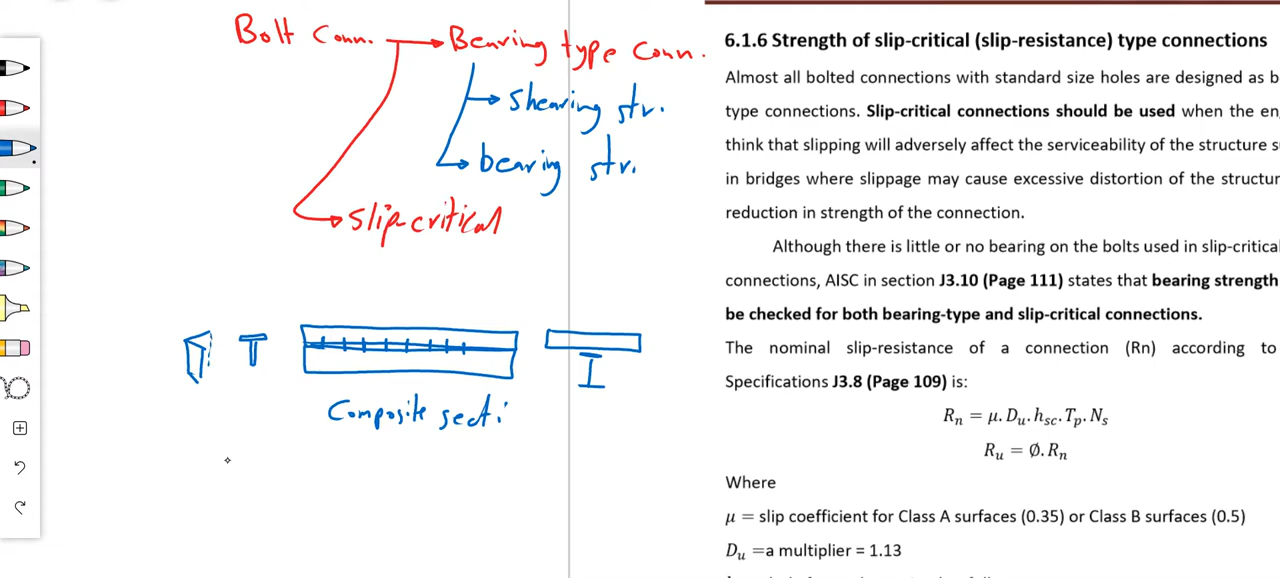 Bolt Conn. → Bearing type Conn.
→ shearing str.
→ bearing str.
→ slip-critical
T
I
Composite secti
6.1.6 Strength of slip-critical (slip-resistance) type connections
Almost all bolted connections with standard size holes are designed as b
type connections. Slip-critical connections should be used when the en
think that slipping will adversely affect the serviceability of the structure s
in bridges where slippage may cause excessive distortion of the structur
reduction in strength of the connection.
Although there is little or no bearing on the bolts used in slip-critical
connections, AISC in section J3.10 (Page 111) states that bearing strength
be checked for both bearing-type and slip-critical connections.
The nominal slip-resistance of a connection (Rn) according to
Specifications J3.8 (Page 109) is:
Rₙ = μ. Dᵤ. h_sc. T_p. N_s
Rᵤ = Ø. Rₙ
Where
μ = slip coefficient for Class A surfaces (0.35) or Class B surfaces (0.5)
Dᵤ =a multiplier = 1.13